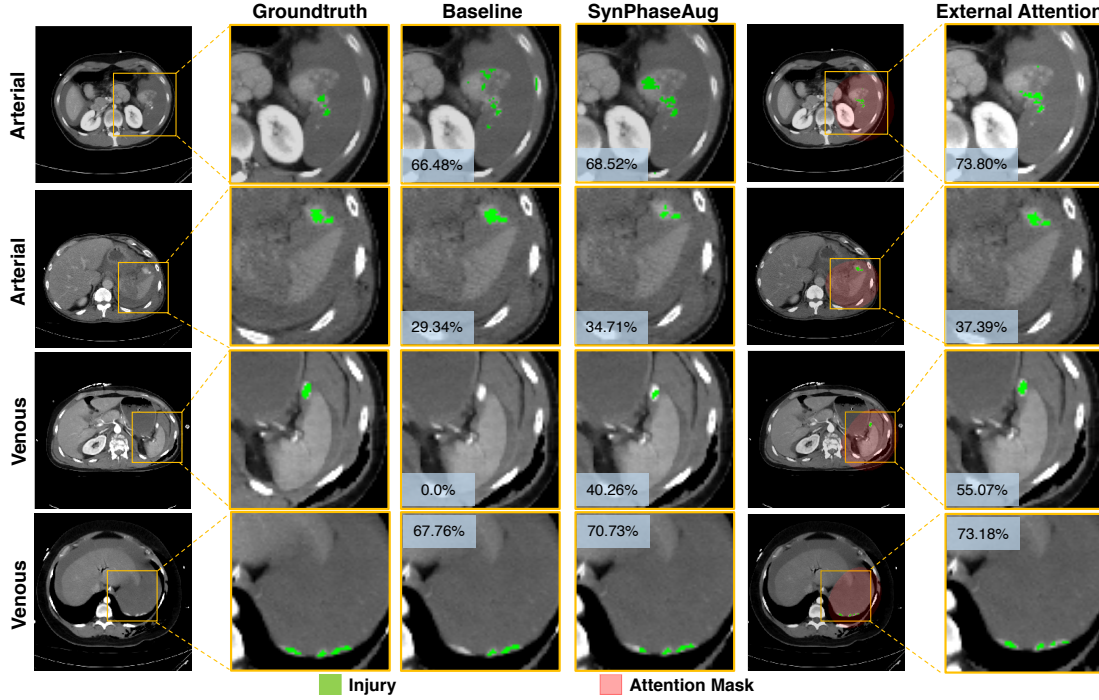 Groundtruth Baseline SynPhaseAug External Attention
Arterial
66.48% 68.52% 73.80%
Arterial
29.34% 34.71% 37.39%
Venous
0.0% 40.26% 55.07%
Venous
67.76% 70.73% 73.18%
Injury Attention Mask